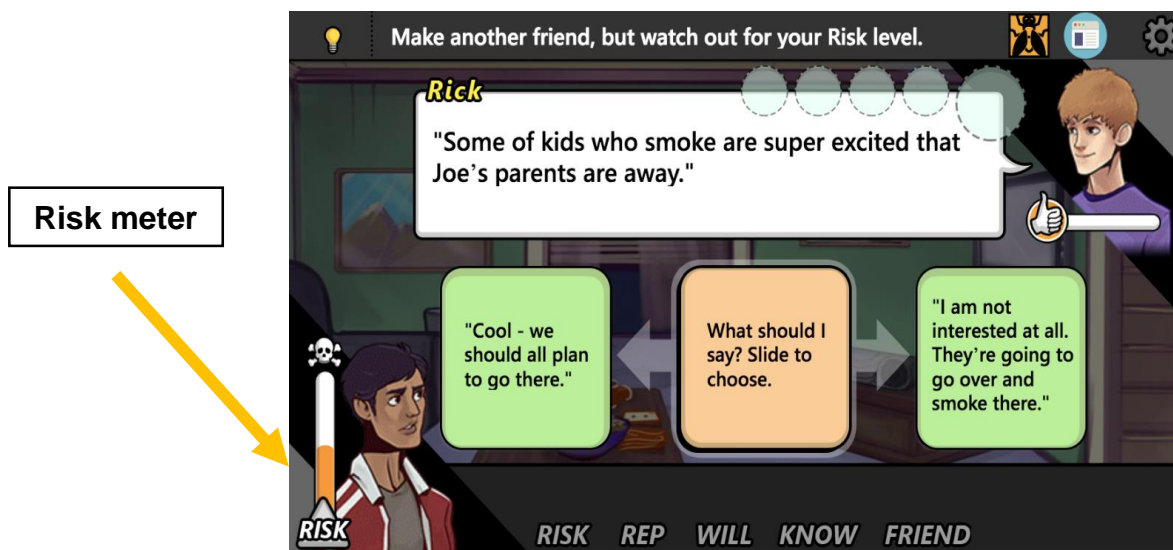 Make another friend, but watch out for your Risk level.
Rick
"Some of kids who smoke are super excited that
Joe's parents are away."
Risk meter
"Cool - we
should all plan
to go there."
What should I
say? Slide to
choose.
"I am not
interested at all.
They're going to
go over and
smoke there."
RISK
RISK REP WILL KNOW FRIEND